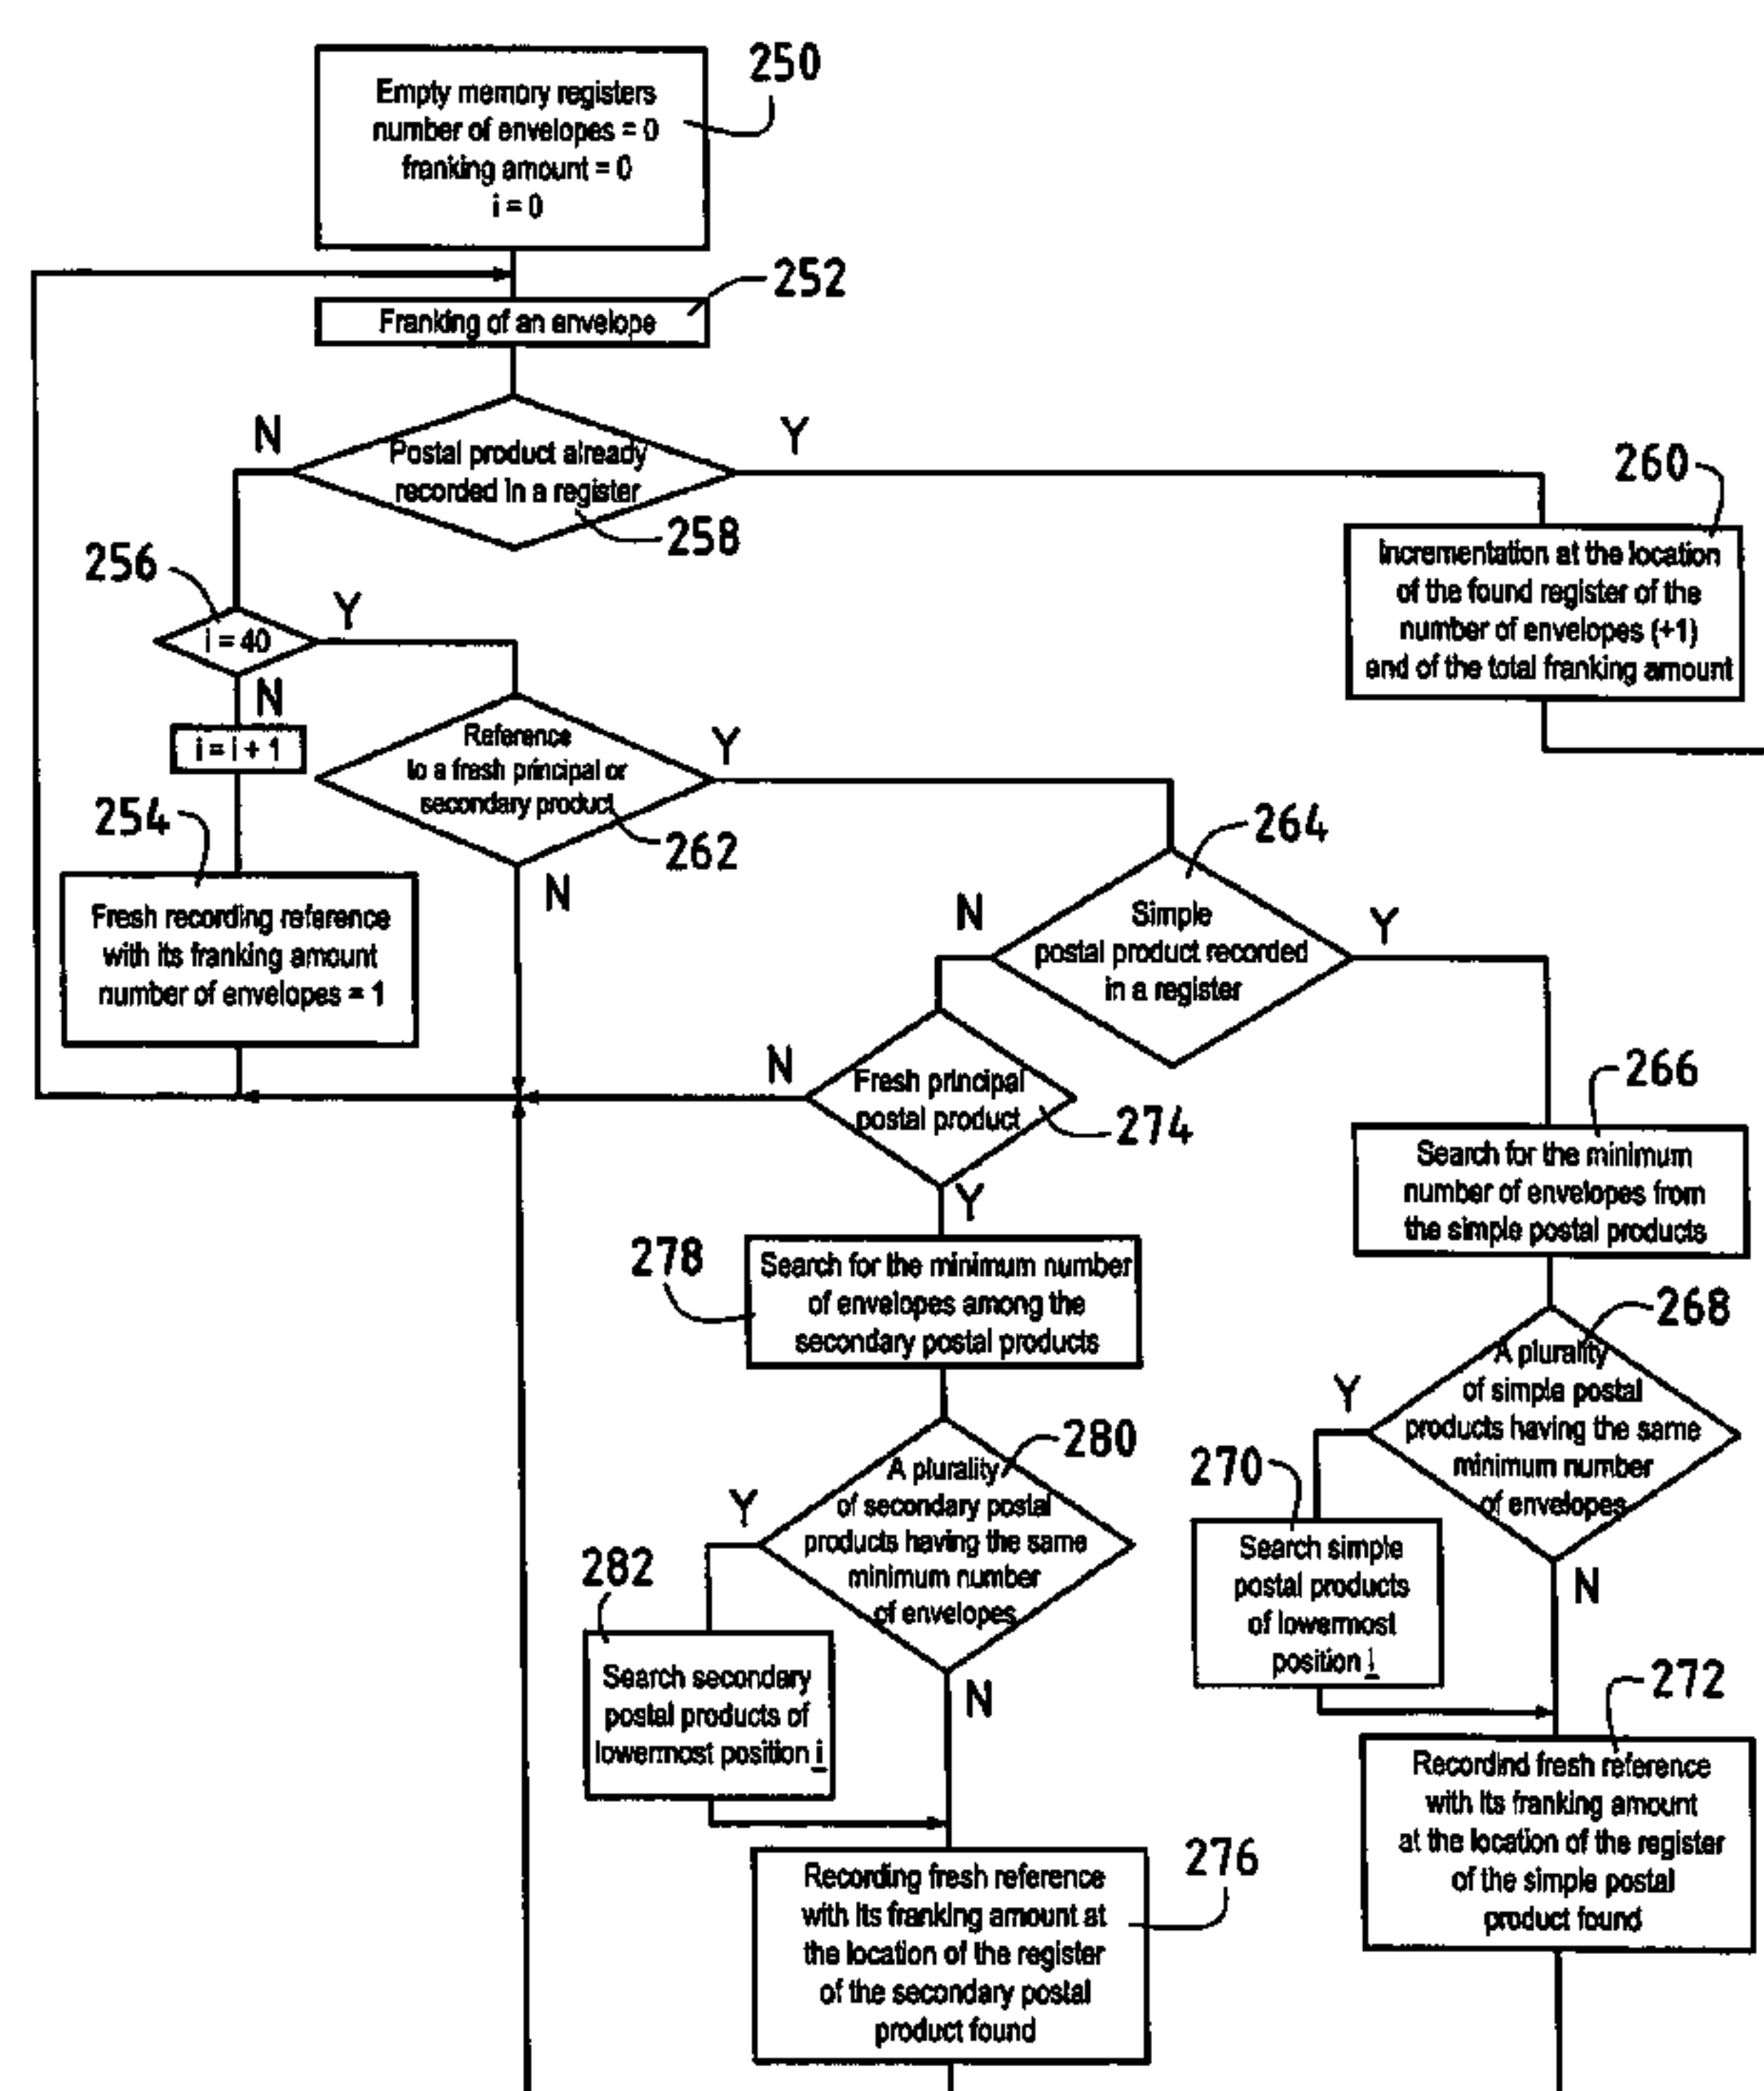 250
Empty memory registers
number of envelopes = 0
franking amount = 0
i = 0
252
Franking of an envelope
N
Y
Postal product already
recorded in a register
258
260
Incrementation at the location
of the found register of the
number of envelopes (+1)
and of the total franking amount
256
Y
i = 40
N
i = i + 1
Reference
to a fresh principal or
secondary product
Y
262
N
254
Fresh recording reference
with its franking amount
number of envelopes = 1
264
N
Y
Simple
postal product recorded
in a register
N
Fresh principal
postal product
274
Y
266
Search for the minimum
number of envelopes from
the simple postal products
278
Search for the minimum number
of envelopes among the
secondary postal products
268
A plurality
of simple postal
products having the same
minimum number
of envelopes
Y
N
270
Search simple
postal products
of lowermost
position i
280
A plurality
of secondary postal
products having the same
minimum number
of envelopes
Y
N
282
Search secondary
postal products of
lowermost position i
272
Recordind fresh reference
with its franking amount
at the location of the register
of the simple postal
product found
276
Recording fresh reference
with its franking amount at
the location of the register
of the secondary postal
product found